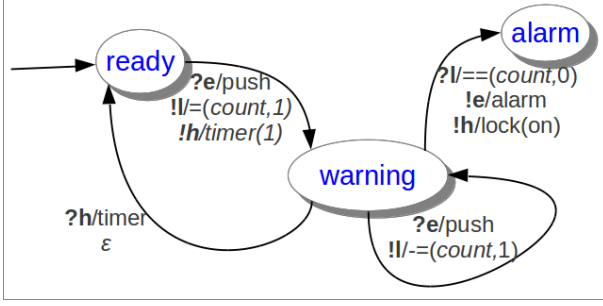 alarm
ready
?e/push
!l/=(count,1)
!h/timer(1)
?l/==(count,0)
!e/alarm
!h/lock(on)
warning
?h/timer
ε
?e/push
!l/-=(count,1)